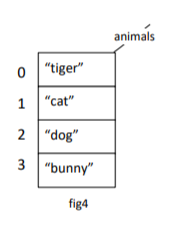 animals
0 “tiger”
1 “cat”
2 “dog”
3 “bunny”
fig4